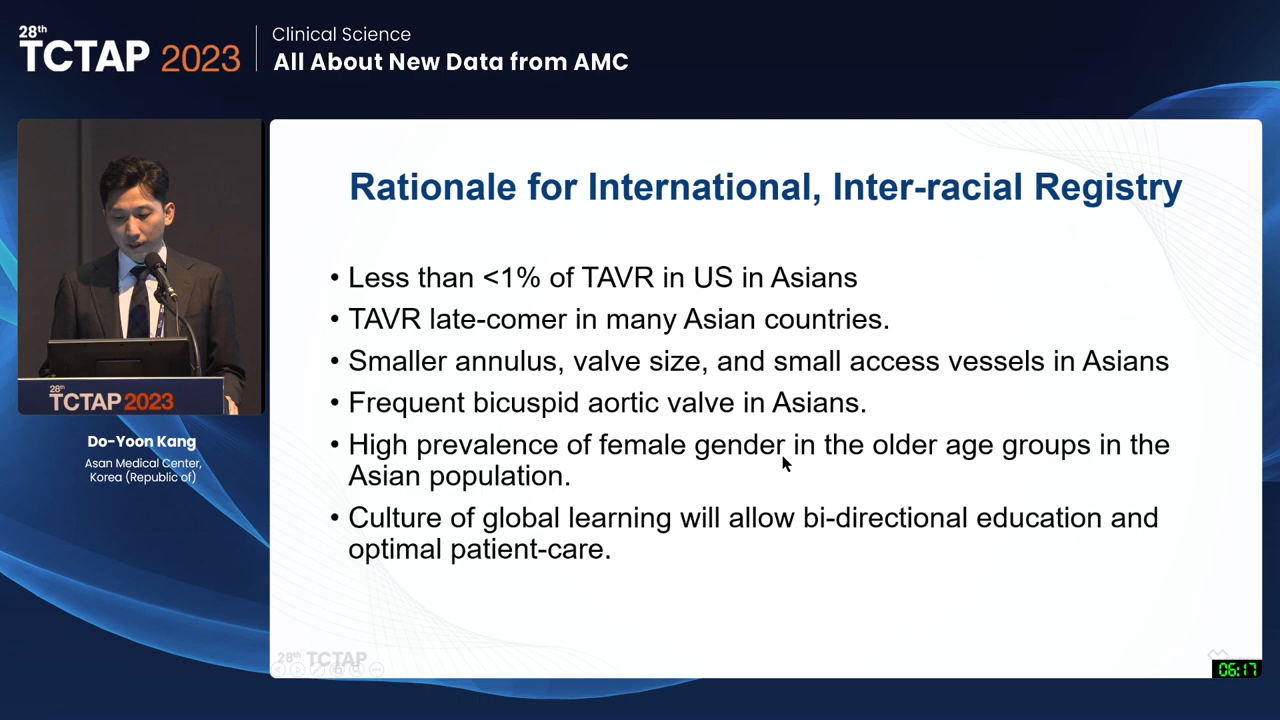 28th
TCTAP 2023
Clinical Science
All About New Data from AMC
28th
TCTAP 2023
Do-Yoon Kang
Asan Medical Center,
Korea (Republic of)
Rationale for International, Inter-racial Registry
• Less than <1% of TAVR in US in Asians
• TAVR late-comer in many Asian countries.
• Smaller annulus, valve size, and small access vessels in Asians
• Frequent bicuspid aortic valve in Asians.
• High prevalence of female gender in the older age groups in the
Asian population.
• Culture of global learning will allow bi-directional education and
optimal patient-care.
28th TCTAP
06:17